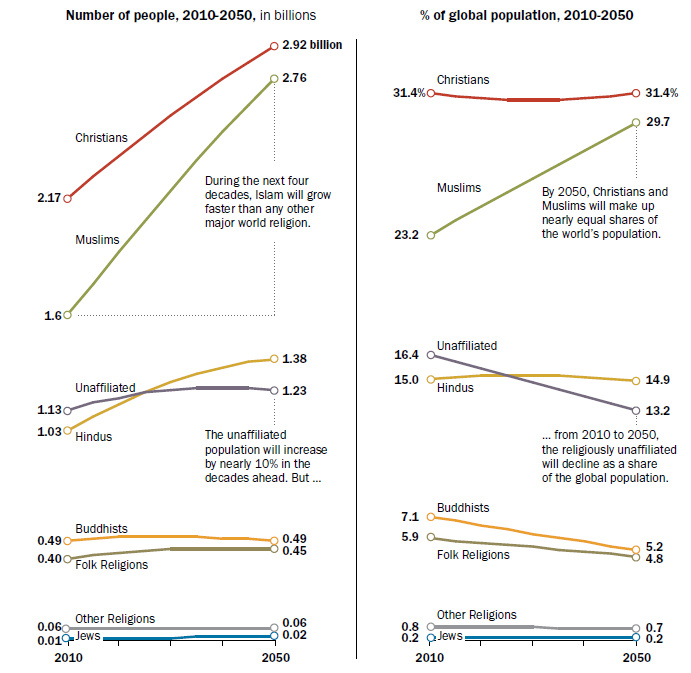 Number of people, 2010-2050, in billions
2.92 billion
2.76
Christians
During the next four
decades, Islam will grow
faster than any other
major world religion.
2.17
Muslims
1.6
1.38
Unaffiliated
1.23
1.13
1.03
Hindus
The unaffiliated
population will increase
by nearly 10% in the
decades ahead. But ...
Buddhists
0.49
0.49
0.45
0.40
Folk Religions
Other Religions
0.06
0.06
0.01
Jews
0.02
2010
2050
% of global population, 2010-2050
Christians
31.4%
31.4%
29.7
Muslims
By 2050, Christians and
Muslims will make up
nearly equal shares of
the world's population.
23.2
Unaffiliated
16.4
15.0
14.9
Hindus
13.2
... from 2010 to 2050,
the religiously unaffiliated
will decline as a share
of the global population.
Buddhists
7.1
5.9
5.2
Folk Religions
4.8
Other Religions
0.8
0.7
0.2
Jews
0.2
2010
2050